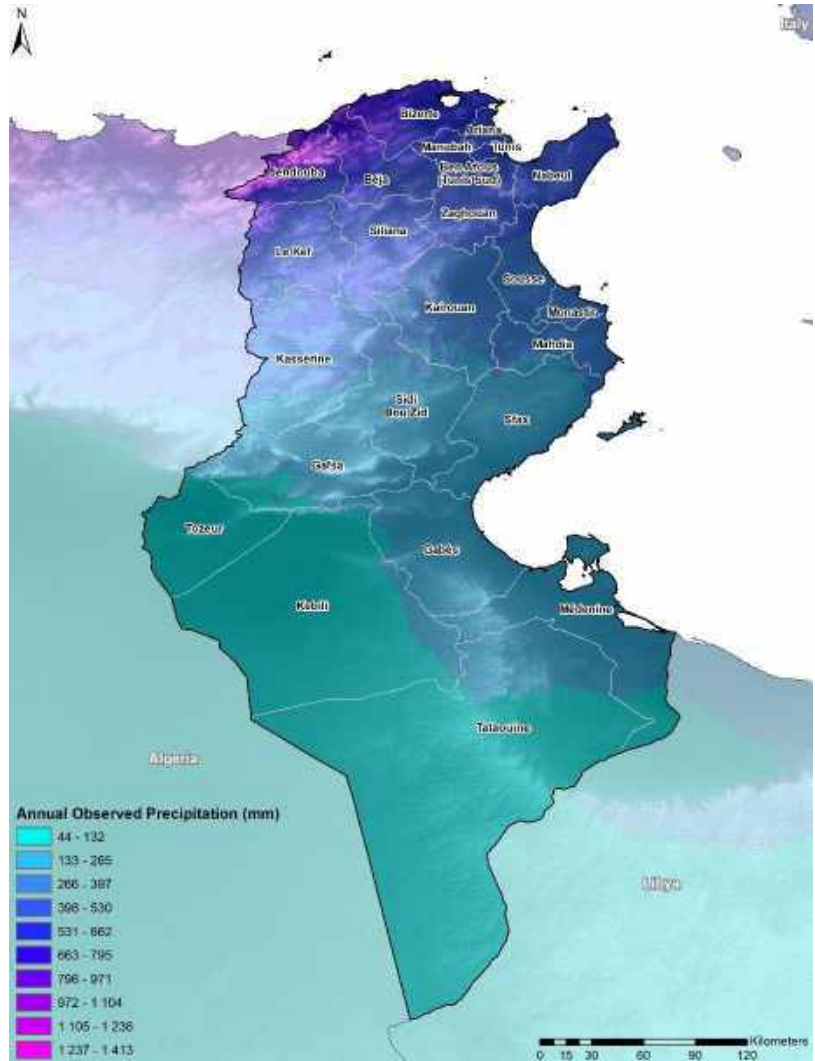 N
Italy
Bizerte
Ariana
Manubah
Tunis
Jendouba
Béja
Ben Arous
(Tunis Sud)
Nabeul
Zaghouan
Siliana
Le Kef
Sousse
Kairouan
Monastir
Mahdia
Kasserine
Sidi
Bou Zid
Sfax
Gafsa
Tozeur
Gabès
Kebili
Médenine
Tataouine
Algeria
Libya
Annual Observed Precipitation (mm)
44 - 132
133 - 265
266 - 397
398 - 530
531 - 662
663 - 795
796 - 971
972 - 1 104
1 105 - 1 236
1 237 - 1 413
Kilometers
0 15 30 60 90 120